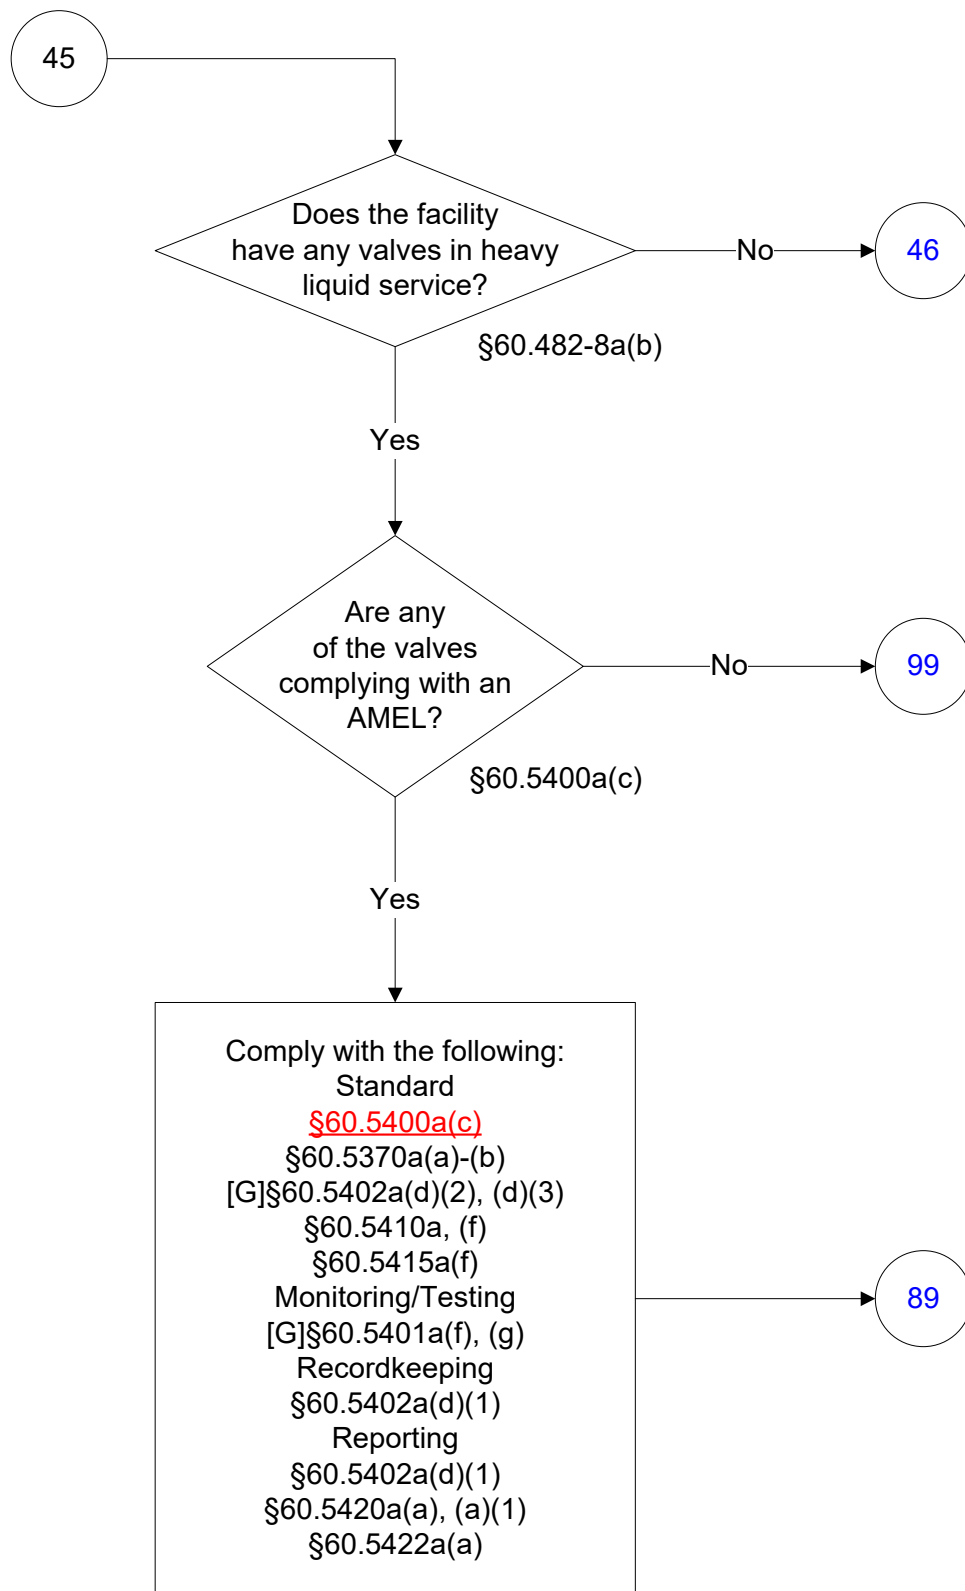 45
Does the facility
have any valves in heavy
liquid service?
No
46
§60.482-8a(b)
Yes
Are any
of the valves
complying with an
AMEL?
No
99
§60.5400a(c)
Yes
Comply with the following:
Standard
§60.5400a(c)
§60.5370a(a)-(b)
[G]§60.5402a(d)(2), (d)(3)
§60.5410a, (f)
§60.5415a(f)
Monitoring/Testing
[G]§60.5401a(f), (g)
Recordkeeping
§60.5402a(d)(1)
Reporting
§60.5402a(d)(1)
§60.5420a(a), (a)(1)
§60.5422a(a)
89